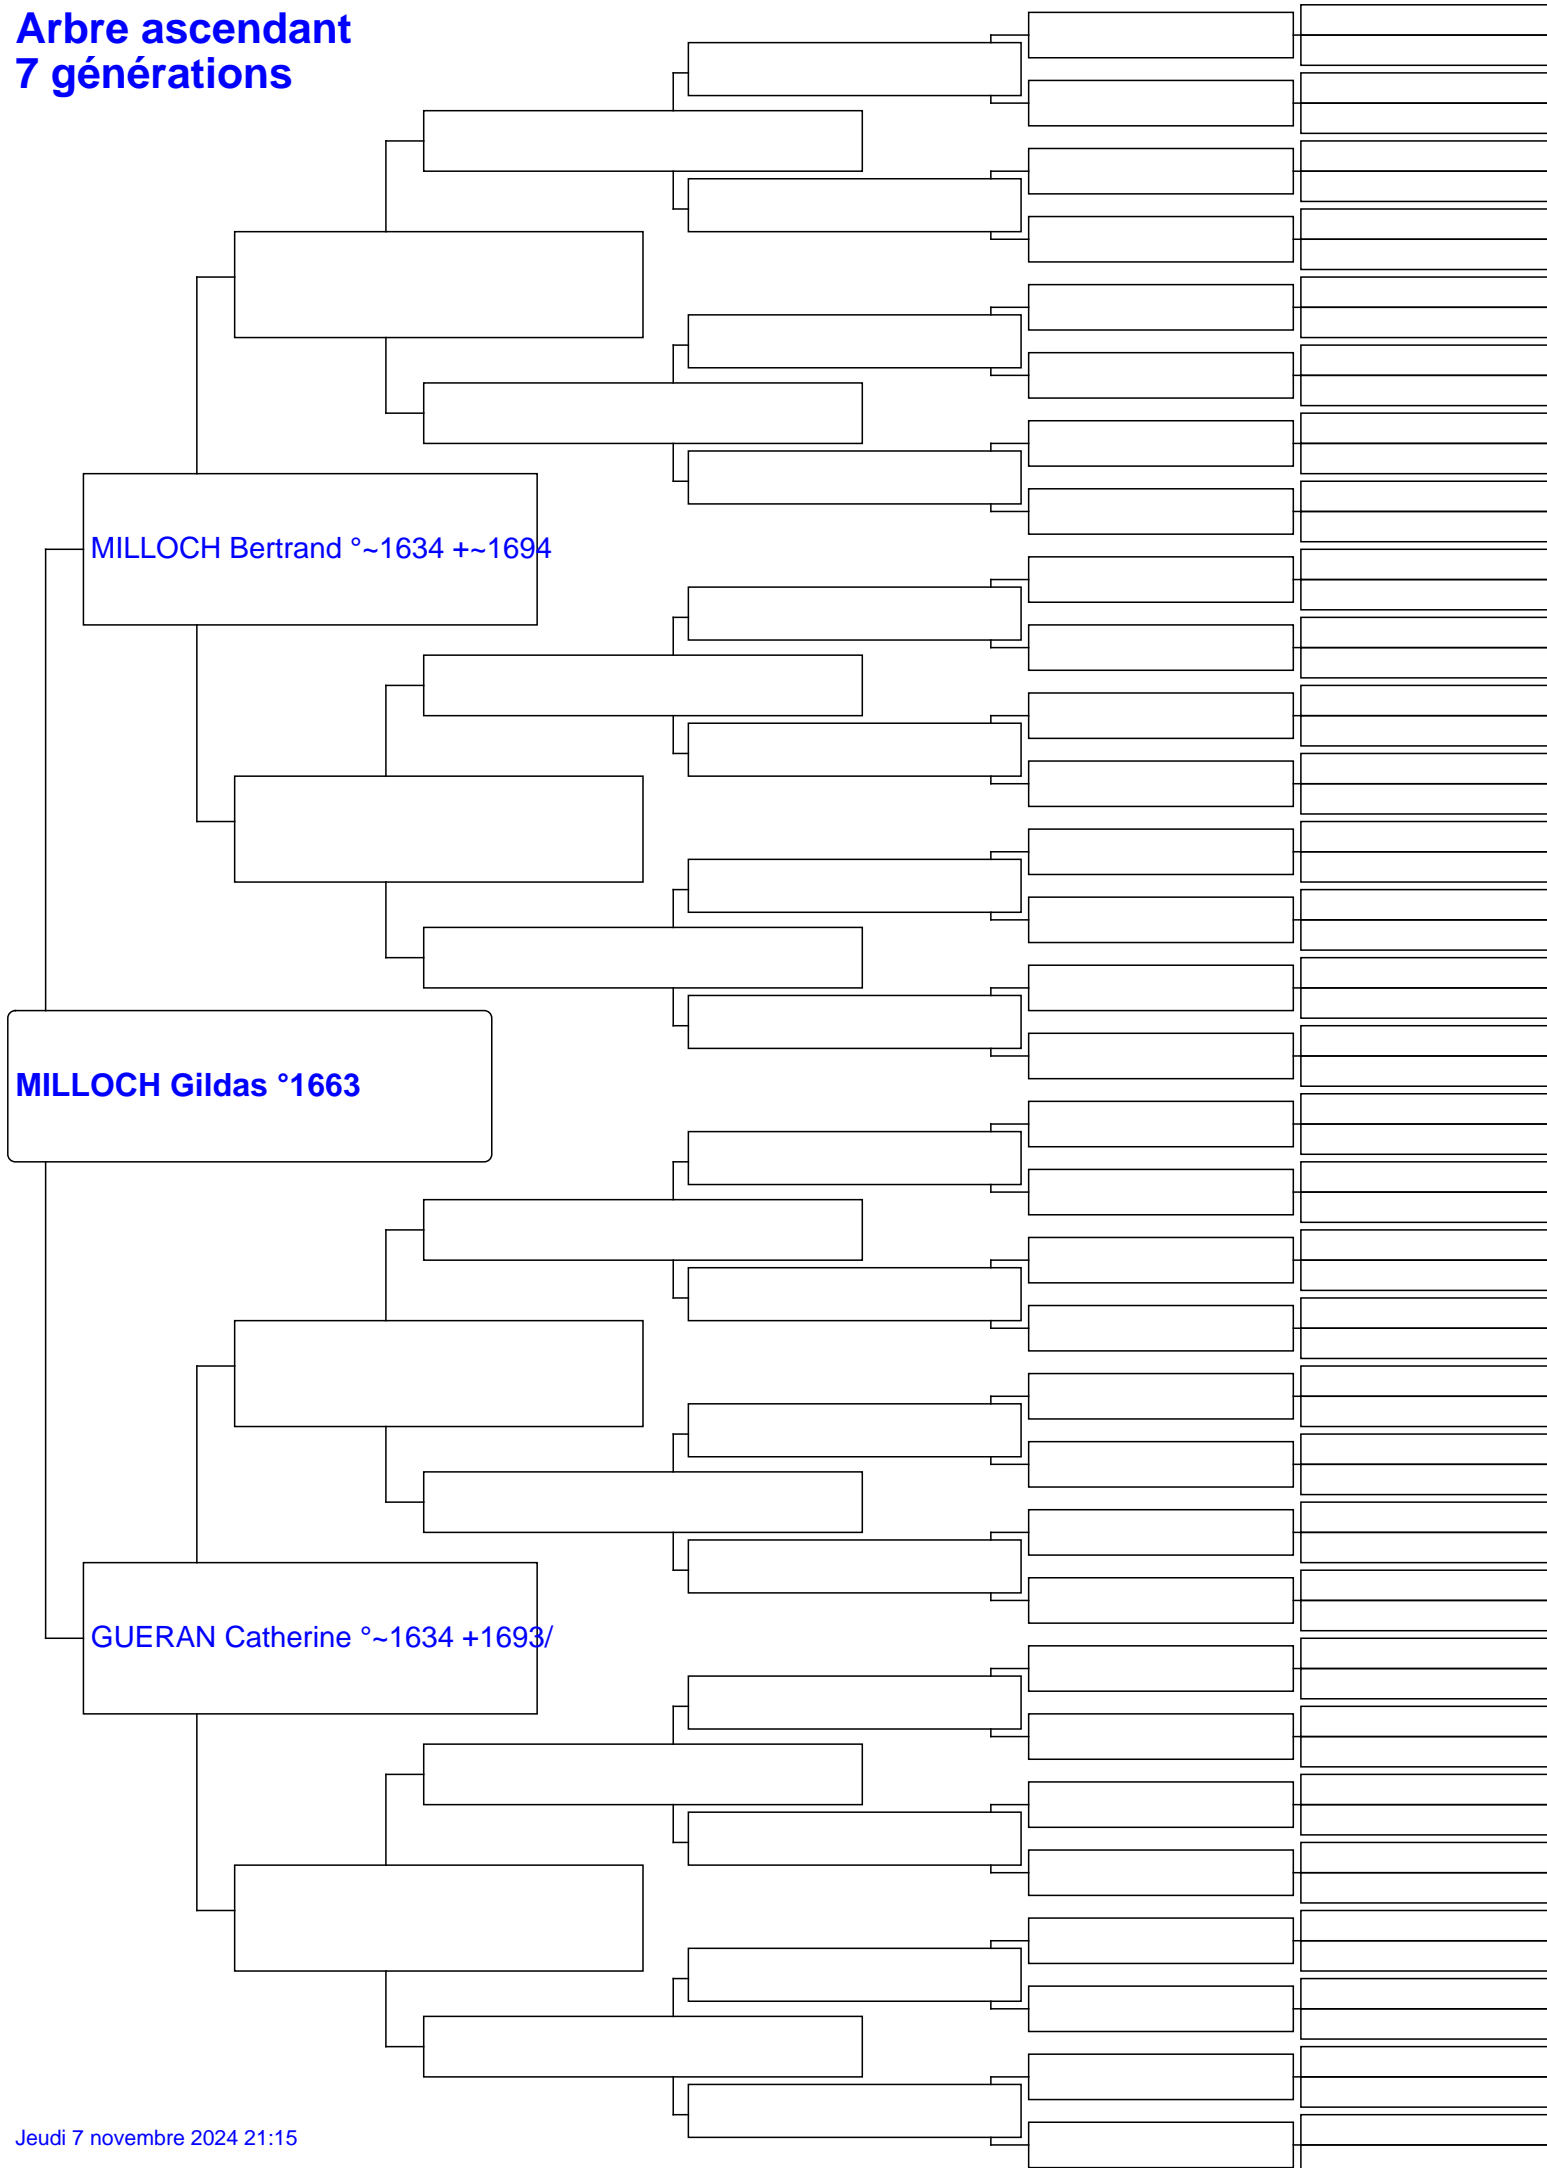 Arbre ascendant
7 générations
MILLOCH Bertrand °~1634 +~1694
MILLOCH Gildas °1663
GUERAN Catherine °~1634 +1693/
Jeudi 7 novembre 2024 21:15